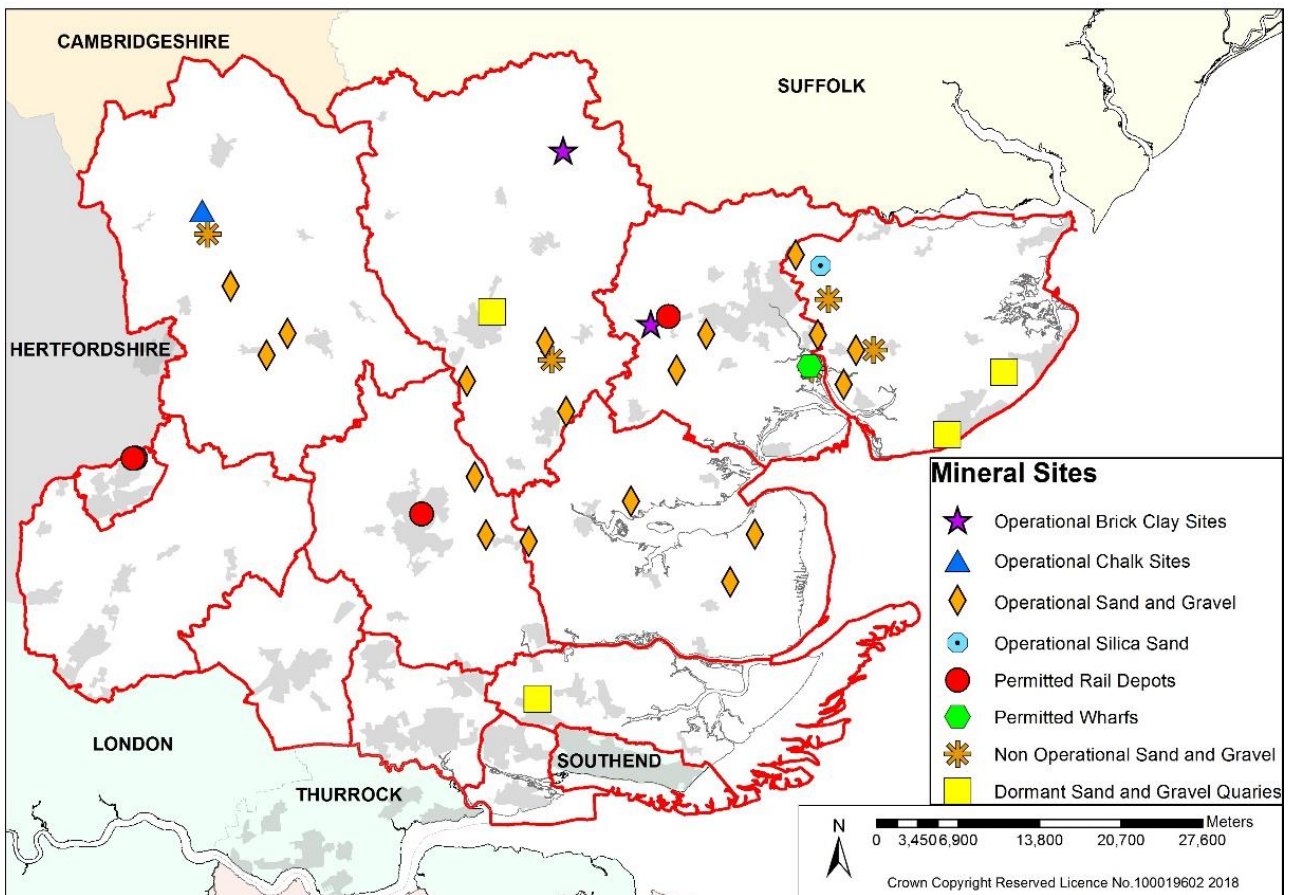 CAMBRIDGESHIRE
SUFFOLK
HERTFORDSHIRE
LONDON
THURROCK
SOUTHEND
Mineral Sites
Operational Brick Clay Sites
Operational Chalk Sites
Operational Sand and Gravel
Operational Silica Sand
Permitted Rail Depots
Permitted Wharfs
Non Operational Sand and Gravel
Dormant Sand and Gravel Quaries
N
Meters
0 3,450 6,900 13,800 20,700 27,600
Crown Copyright Reserved Licence No.100019602 2018